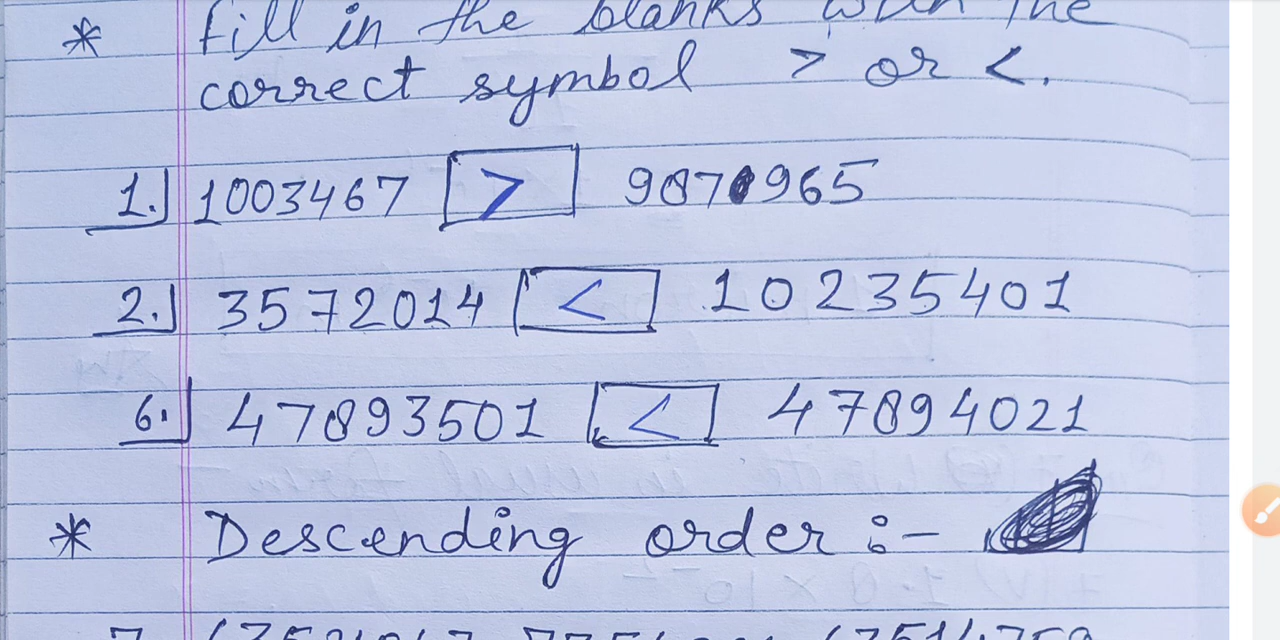 * Fill in the blanks with the
correct symbol > or <.
1. 1003467 > 987965
2. 3572014 < 10235401
6. 47893501 < 47894021
* Descending order :-